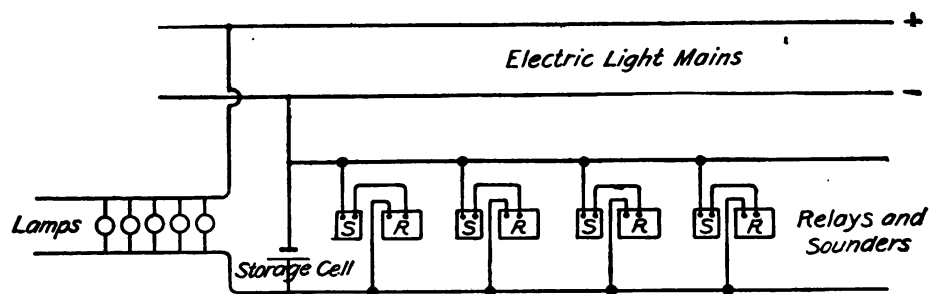 +
Electric Light Mains
-
Lamps
S R S R S R S R
Relays and
Sounders
Storage Cell